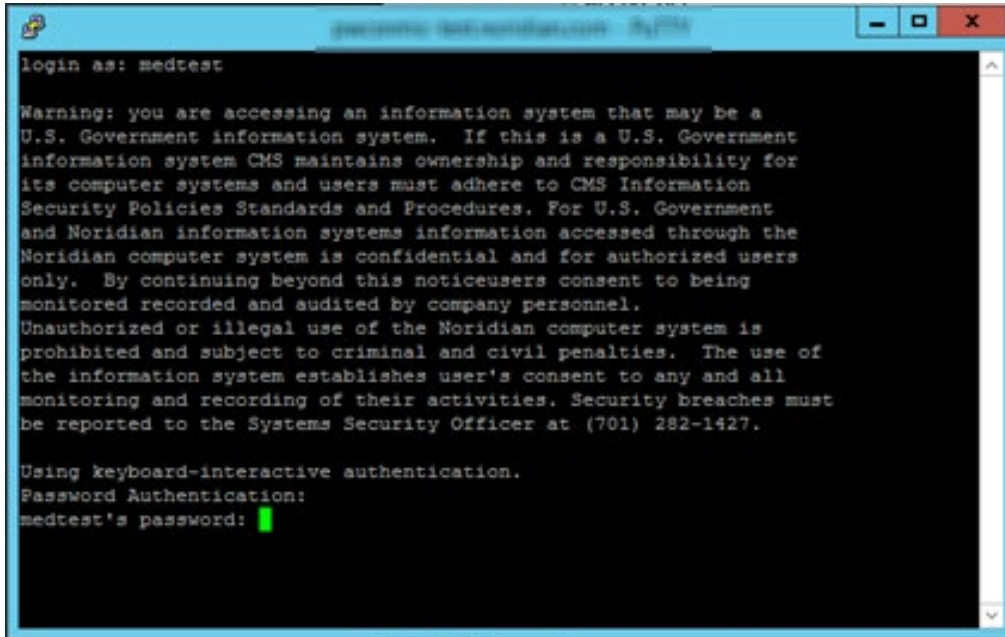 login as: medtest
Warning: you are accessing an information system that may be a
U.S. Government information system.  If this is a U.S. Government
information system CMS maintains ownership and responsibility for
its computer systems and users must adhere to CMS Information
Security Policies Standards and Procedures. For U.S. Government
and Noridian information systems information accessed through the
Noridian computer system is confidential and for authorized users
only.  By continuing beyond this noticeusers consent to being
monitored recorded and audited by company personnel.
Unauthorized or illegal use of the Noridian computer system is
prohibited and subject to criminal and civil penalties.  The use of
the information system establishes user's consent to any and all
monitoring and recording of their activities. Security breaches must
be reported to the Systems Security Officer at (701) 282-1427.
Using keyboard-interactive authentication.
Password Authentication:
medtest's password: